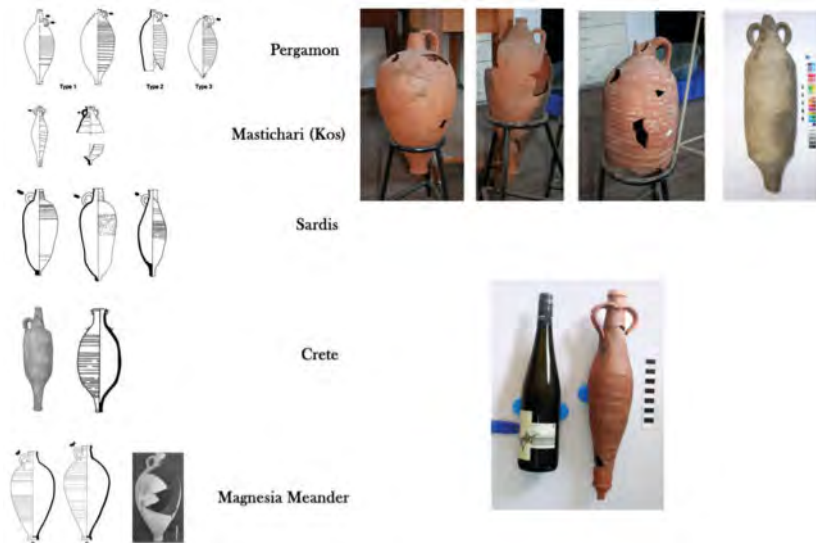 Type 1
Type 2
Type 3
Pergamon
Mastichari (Kos)
Sardis
Crete
Magnesia Meander